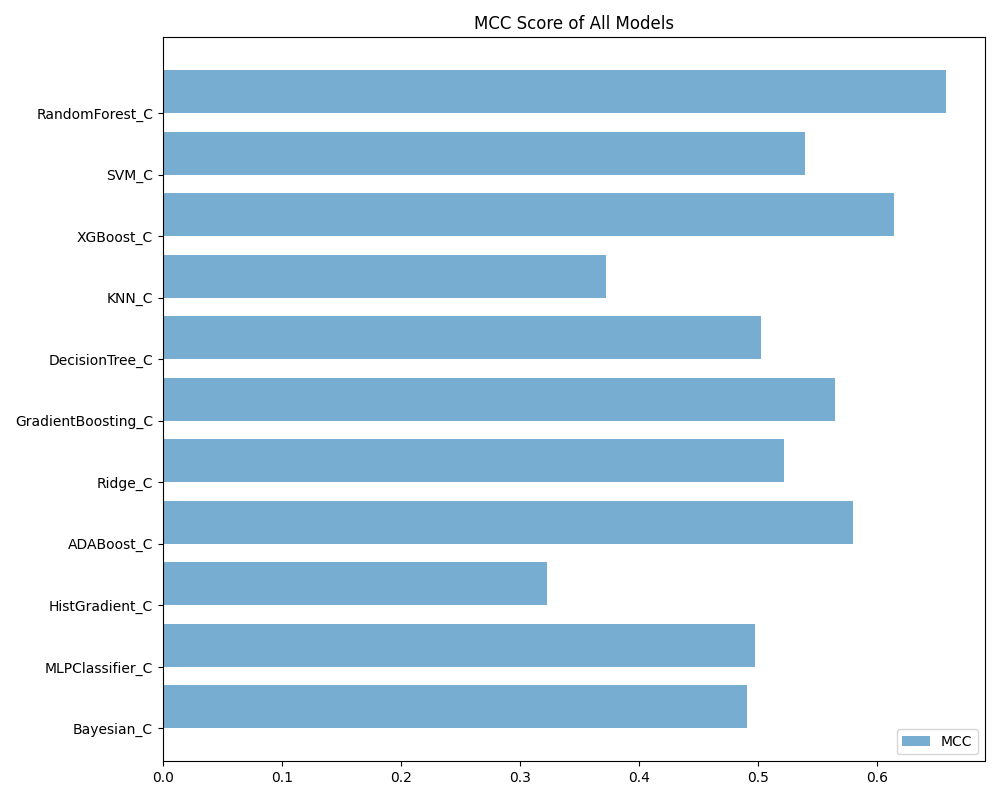 MCC Score of All Models
RandomForest_C
SVM_C
XGBoost_C
KNN_C
DecisionTree_C
GradientBoosting_C
Ridge_C
ADABoost_C
HistGradient_C
MLPClassifier_C
Bayesian_C
MCC
0.0 0.1 0.2 0.3 0.4 0.5 0.6